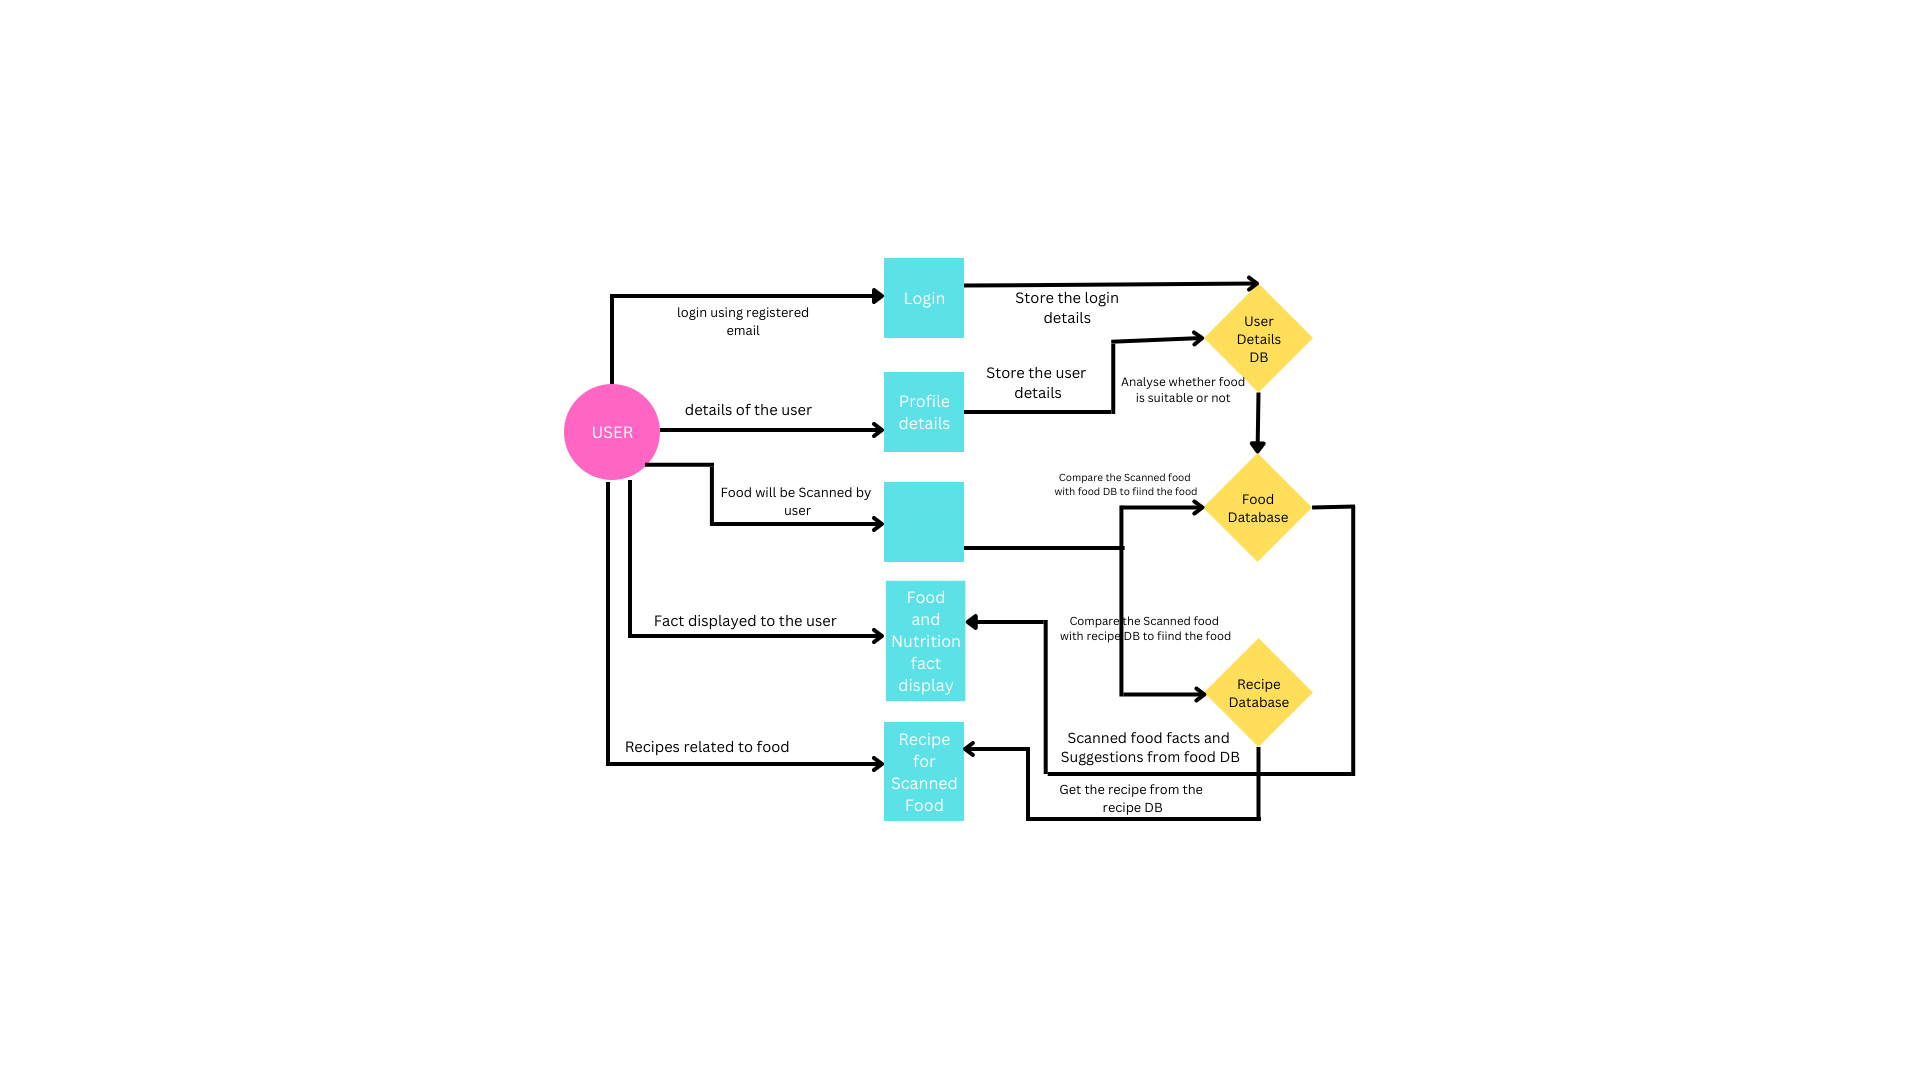 Login
login using registered
email
Store the login
details
User
Details
DB
USER
details of the user
Profile
details
Store the user
details
Analyse whether food
is suitable or not
Food will be Scanned by
user
Compare the Scanned food
with food DB to fiind the food
Food
Database
Fact displayed to the user
Food
and
Nutrition
fact
display
Compare the Scanned food
with recipe DB to fiind the food
Recipe
Database
Recipes related to food
Recipe
for
Scanned
Food
Scanned food facts and
Suggestions from food DB
Get the recipe from the
recipe DB